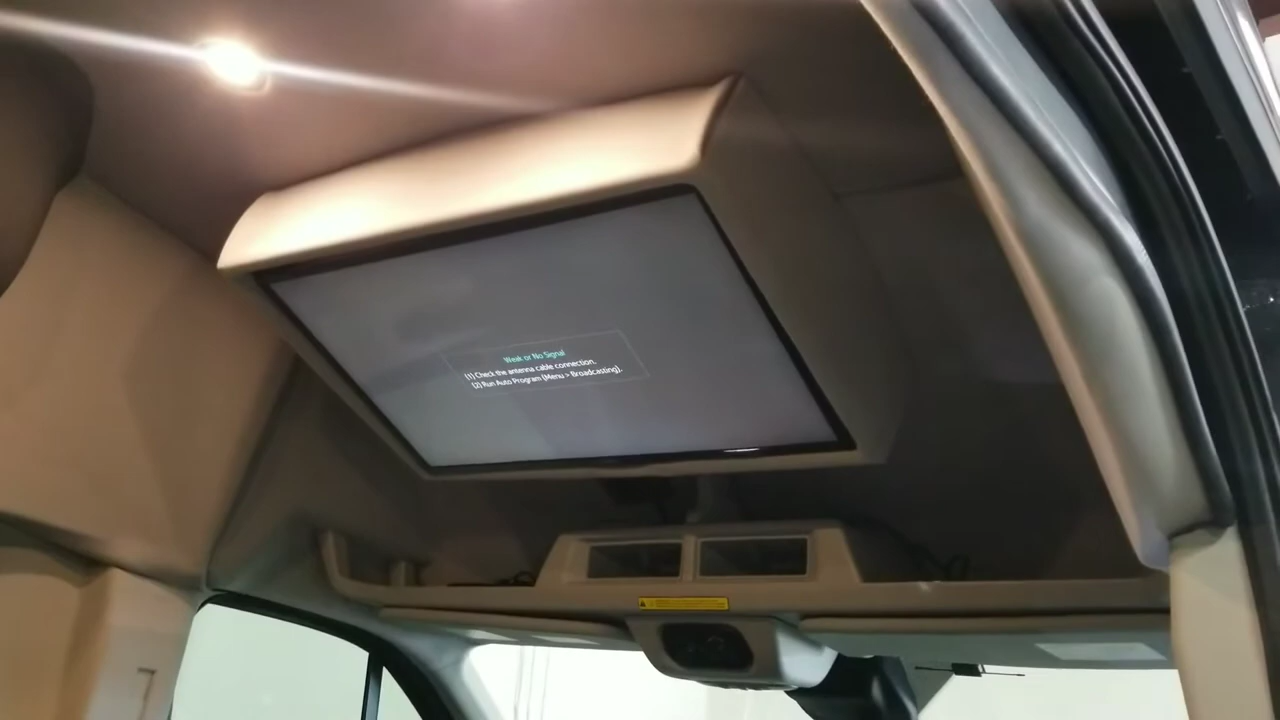 Weak or No Signal
(1) Check the antenna cable connection.
(2) Run Auto Program (Menu > Broadcasting).